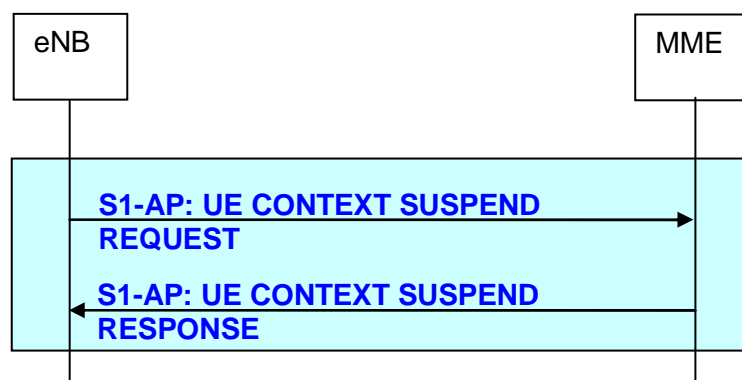 eNB
MME
S1-AP: UE CONTEXT SUSPEND
REQUEST
S1-AP: UE CONTEXT SUSPEND
RESPONSE